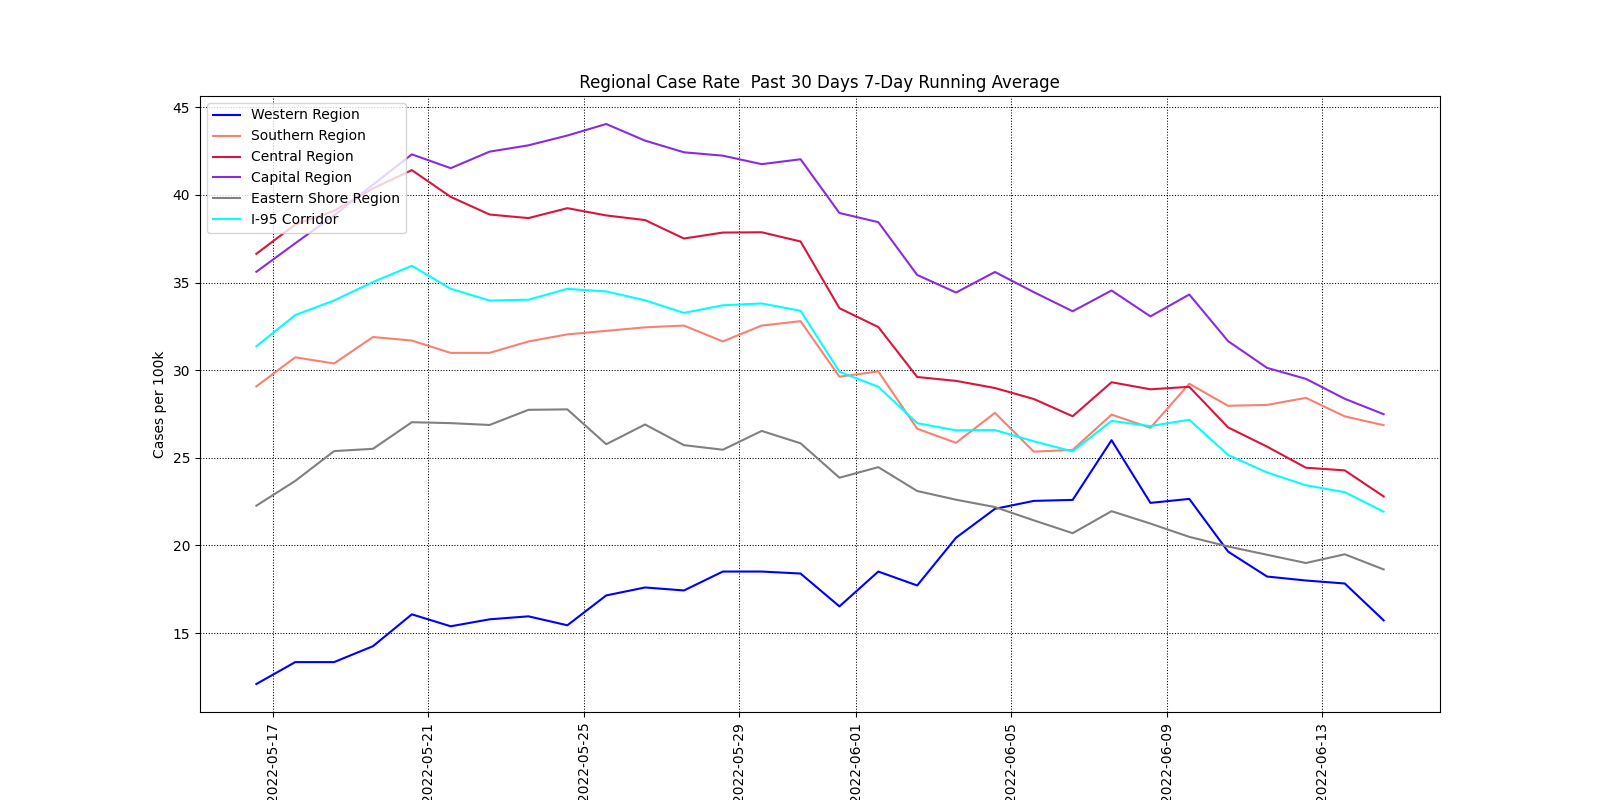 Regional Case Rate  Past 30 Days 7-Day Running Average
Western Region
Southern Region
Central Region
Capital Region
Eastern Shore Region
I-95 Corridor
Cases per 100k
45
40
35
30
25
20
15
2022-05-17
2022-05-21
2022-05-25
2022-05-29
2022-06-01
2022-06-05
2022-06-09
2022-06-13